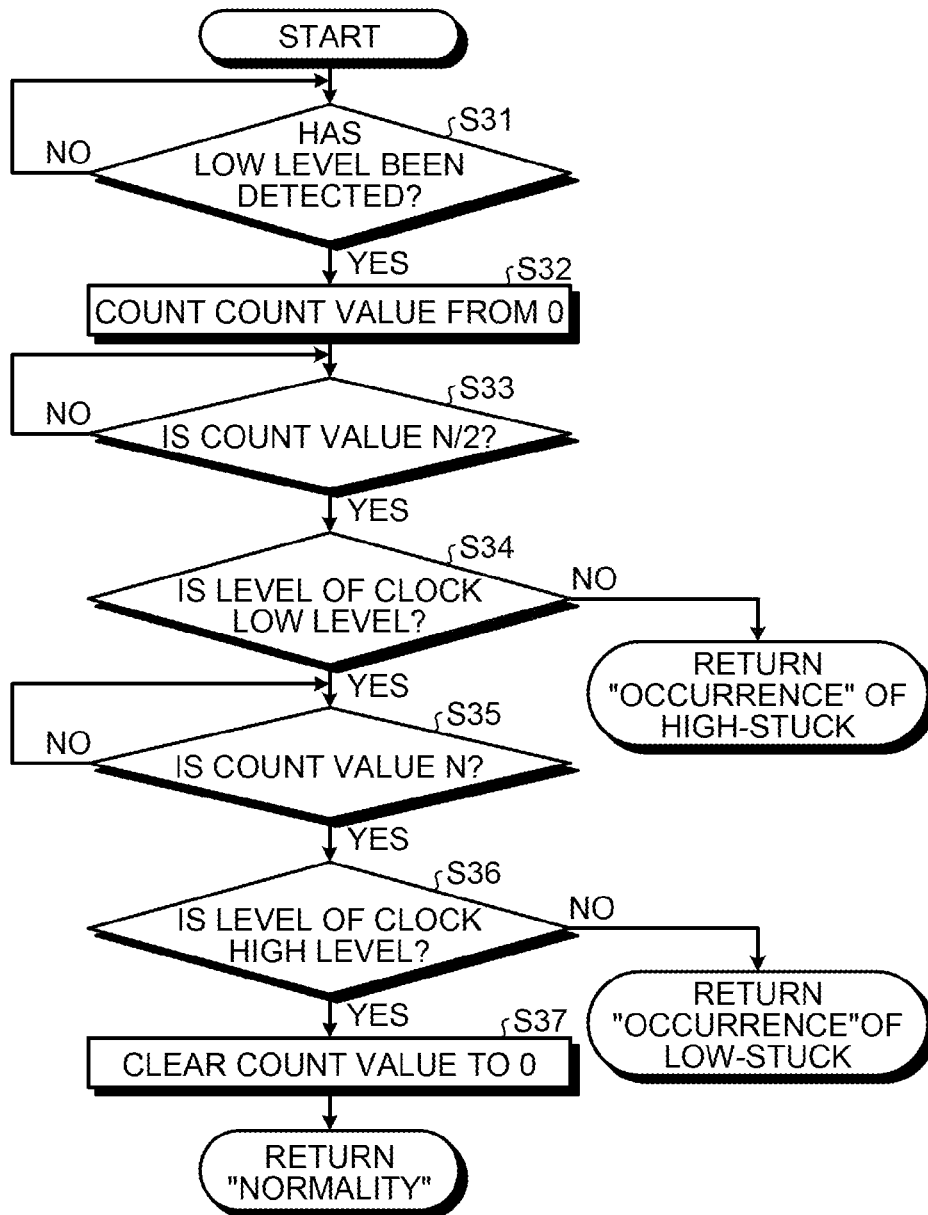 START
S31
HAS
LOW LEVEL BEEN
DETECTED?
NO
YES
S32
COUNT COUNT VALUE FROM 0
S33
NO
IS COUNT VALUE N/2?
YES
S34
IS LEVEL OF CLOCK
LOW LEVEL?
NO
RETURN
"OCCURRENCE" OF
HIGH-STUCK
YES
S35
NO
IS COUNT VALUE N?
YES
S36
IS LEVEL OF CLOCK
HIGH LEVEL?
NO
RETURN
"OCCURRENCE"OF
LOW-STUCK
YES
S37
CLEAR COUNT VALUE TO 0
RETURN
"NORMALITY"